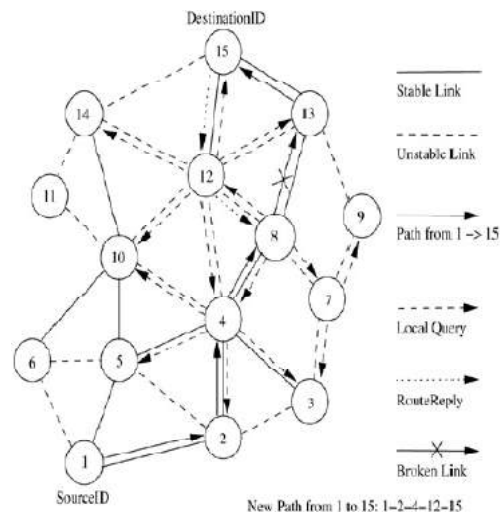 DestinationID
15
14
13
Stable Link
12
Unstable Link
11
9
8
10
Path from 1 -> 15
7
4
Local Query
6
5
3
RouteReply
2
1
SourceID
Broken Link
New Path from 1 to 15: 1-2-4-12-15